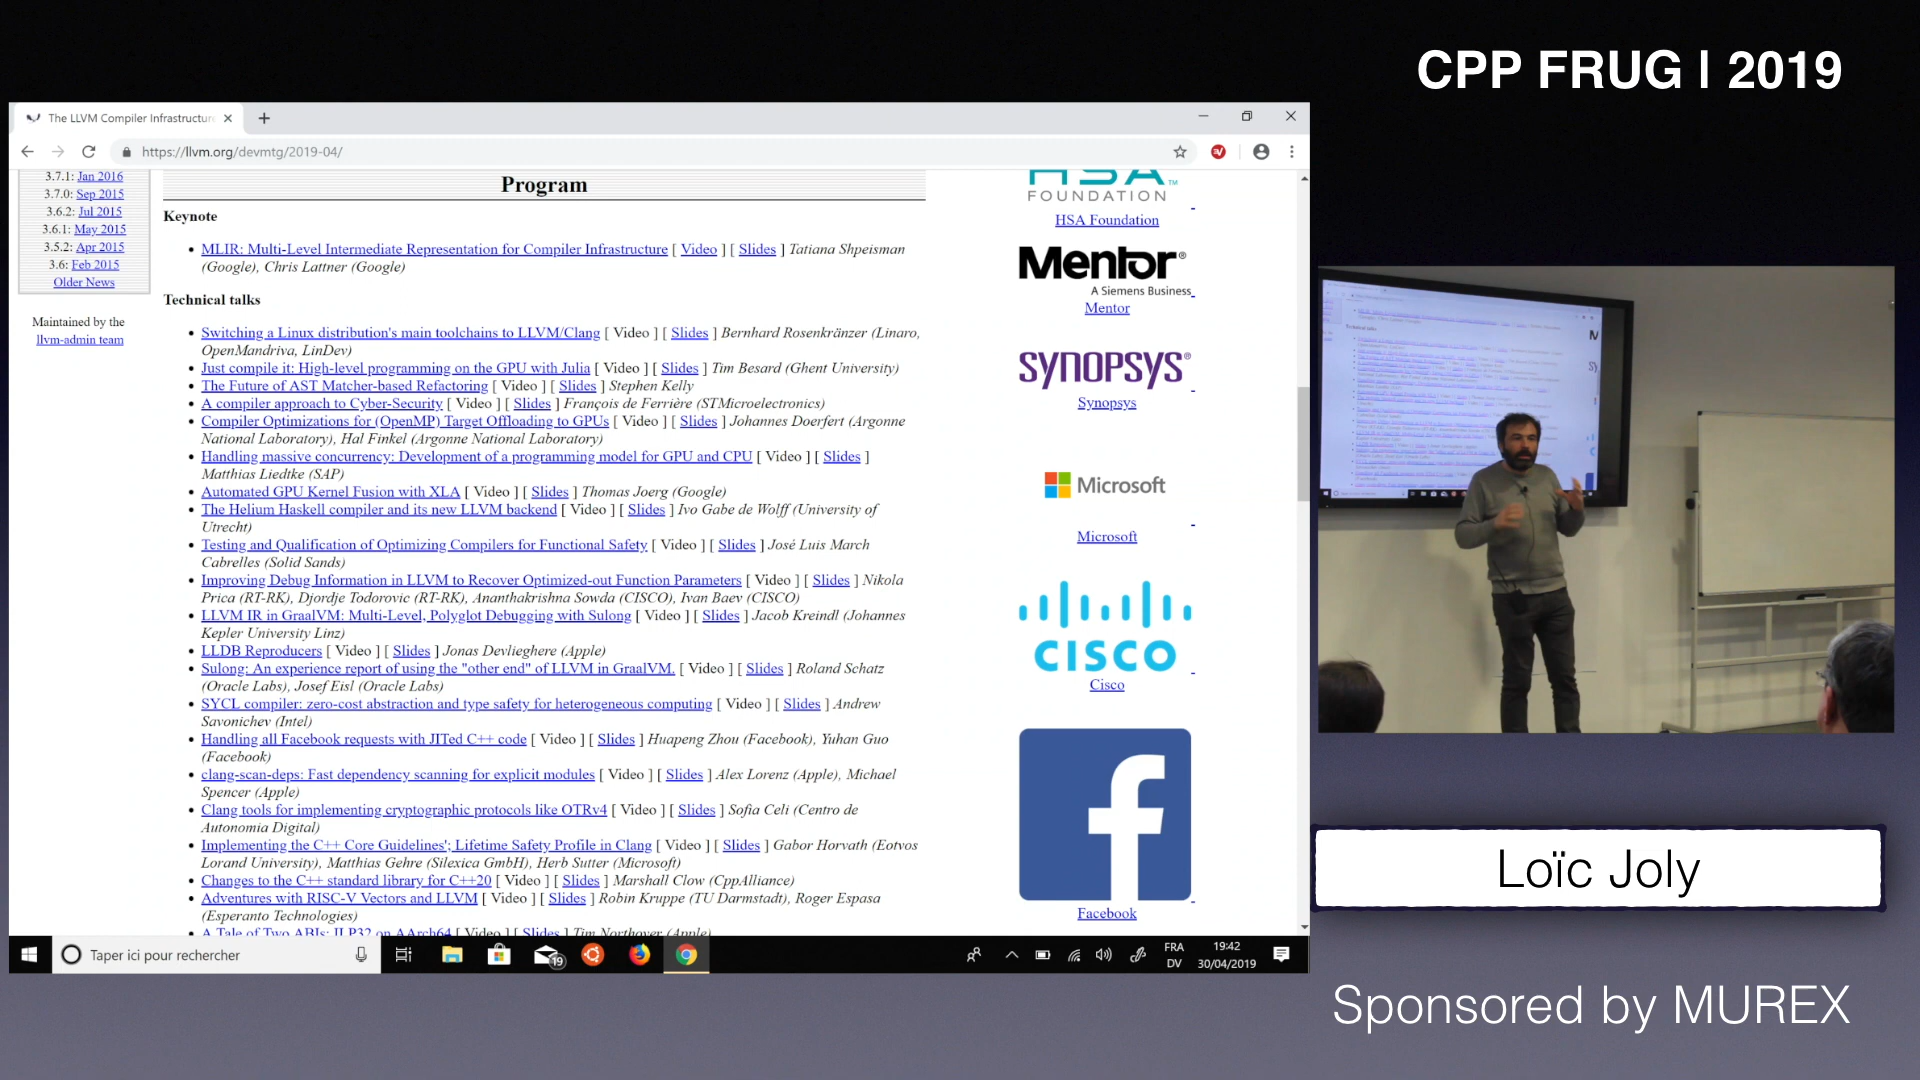 CPP FRUG | 2019
The LLVM Compiler Infrastructure
https://llvm.org/devmtg/2019-04/
3.7.1: Jan 2016
3.7.0: Sep 2015
3.6.2: Jul 2015
3.6.1: May 2015
3.5.2: Apr 2015
3.6: Feb 2015
Older News
Maintained by the
llvm-admin team
Program
Keynote
• MLIR: Multi-Level Intermediate Representation for Compiler Infrastructure [ Video ] [ Slides ] Tatiana Shpeisman
(Google), Chris Lattner (Google)
Technical talks
• Switching a Linux distribution's main toolchains to LLVM/Clang [ Video ] [ Slides ] Bernhard Rosenkränzer (Linaro,
OpenMandriva, LinDev)
• Just compile it: High-level programming on the GPU with Julia [ Video ] [ Slides ] Tim Besard (Ghent University)
• The Future of AST Matcher-based Refactoring [ Video ] [ Slides ] Stephen Kelly
• A compiler approach to Cyber-Security [ Video ] [ Slides ] François de Ferrière (STMicroelectronics)
• Compiler Optimizations for (OpenMP) Target Offloading to GPUs [ Video ] [ Slides ] Johannes Doerfert (Argonne
National Laboratory), Hal Finkel (Argonne National Laboratory)
• Handling massive concurrency: Development of a programming model for GPU and CPU [ Video ] [ Slides ]
Matthias Liedtke (SAP)
• Automated GPU Kernel Fusion with XLA [ Video ] [ Slides ] Thomas Joerg (Google)
• The Helium Haskell compiler and its new LLVM backend [ Video ] [ Slides ] Ivo Gabe de Wolff (University of
Utrecht)
• Testing and Qualification of Optimizing Compilers for Functional Safety [ Video ] [ Slides ] José Luis March
Cabrelles (Solid Sands)
• Improving Debug Information in LLVM to Recover Optimized-out Function Parameters [ Video ] [ Slides ] Nikola
Prica (RT-RK), Djordje Todorovic (RT-RK), Ananthakrishna Sowda (CISCO), Ivan Baev (CISCO)
• LLVM IR in GraalVM: Multi-Level, Polyglot Debugging with Sulong [ Video ] [ Slides ] Jacob Kreindl (Johannes
Kepler University Linz)
• LLDB Reproducers [ Video ] [ Slides ] Jonas Devlieghere (Apple)
• Sulong: An experience report of using the "other end" of LLVM in GraalVM. [ Video ] [ Slides ] Roland Schatz
(Oracle Labs), Josef Eisl (Oracle Labs)
• SYCL compiler: zero-cost abstraction and type safety for heterogeneous computing [ Video ] [ Slides ] Andrew
Savonichev (Intel)
• Handling all Facebook requests with JITed C++ code [ Video ] [ Slides ] Huapeng Zhou (Facebook), Yuhan Guo
(Facebook)
• clang-scan-deps: Fast dependency scanning for explicit modules [ Video ] [ Slides ] Alex Lorenz (Apple), Michael
Spencer (Apple)
• Clang tools for implementing cryptographic protocols like OTRv4 [ Video ] [ Slides ] Sofia Celi (Centro de
Autonomia Digital)
• Implementing the C++ Core Guidelines'; Lifetime Safety Profile in Clang [ Video ] [ Slides ] Gabor Horvath (Eotvos
Lorand University), Matthias Gehre (Silexica GmbH), Herb Sutter (Microsoft)
• Changes to the C++ standard library for C++20 [ Video ] [ Slides ] Marshall Clow (CppAlliance)
• Adventures with RISC-V Vectors and LLVM [ Video ] [ Slides ] Robin Kruppe (TU Darmstadt), Roger Espasa
(Esperanto Technologies)
• A Tale of Two ABIs: ILP32 on AArch64 [ Video ] [ Slides ] Tim Northover (Apple)
HSA™
FOUNDATION
HSA Foundation
Mentor®
A Siemens Business
Mentor
SYNOPSYS®
Synopsys
Microsoft
Microsoft
CISCO
Cisco
f
Facebook
Taper ici pour rechercher
19
FRA
DV
19:42
30/04/2019
Loïc Joly
Sponsored by MUREX